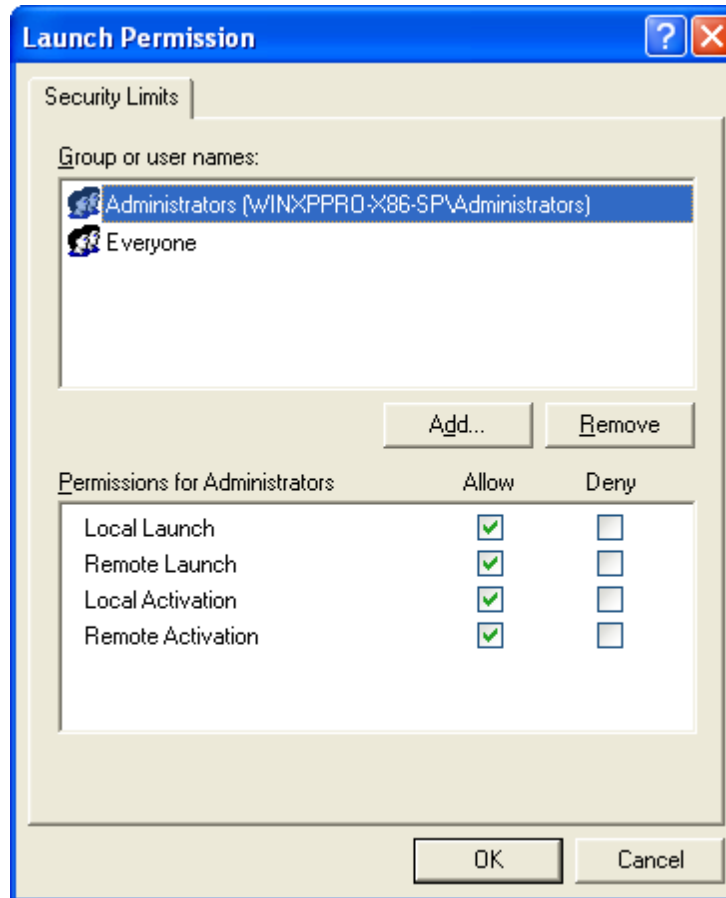 Launch Permission
Security Limits
Group or user names:
Administrators (WINXPPRO-X86-SP\Administrators)
Everyone
Add... Remove
Permissions for Administrators Allow Deny
Local Launch
Remote Launch
Local Activation
Remote Activation
OK Cancel